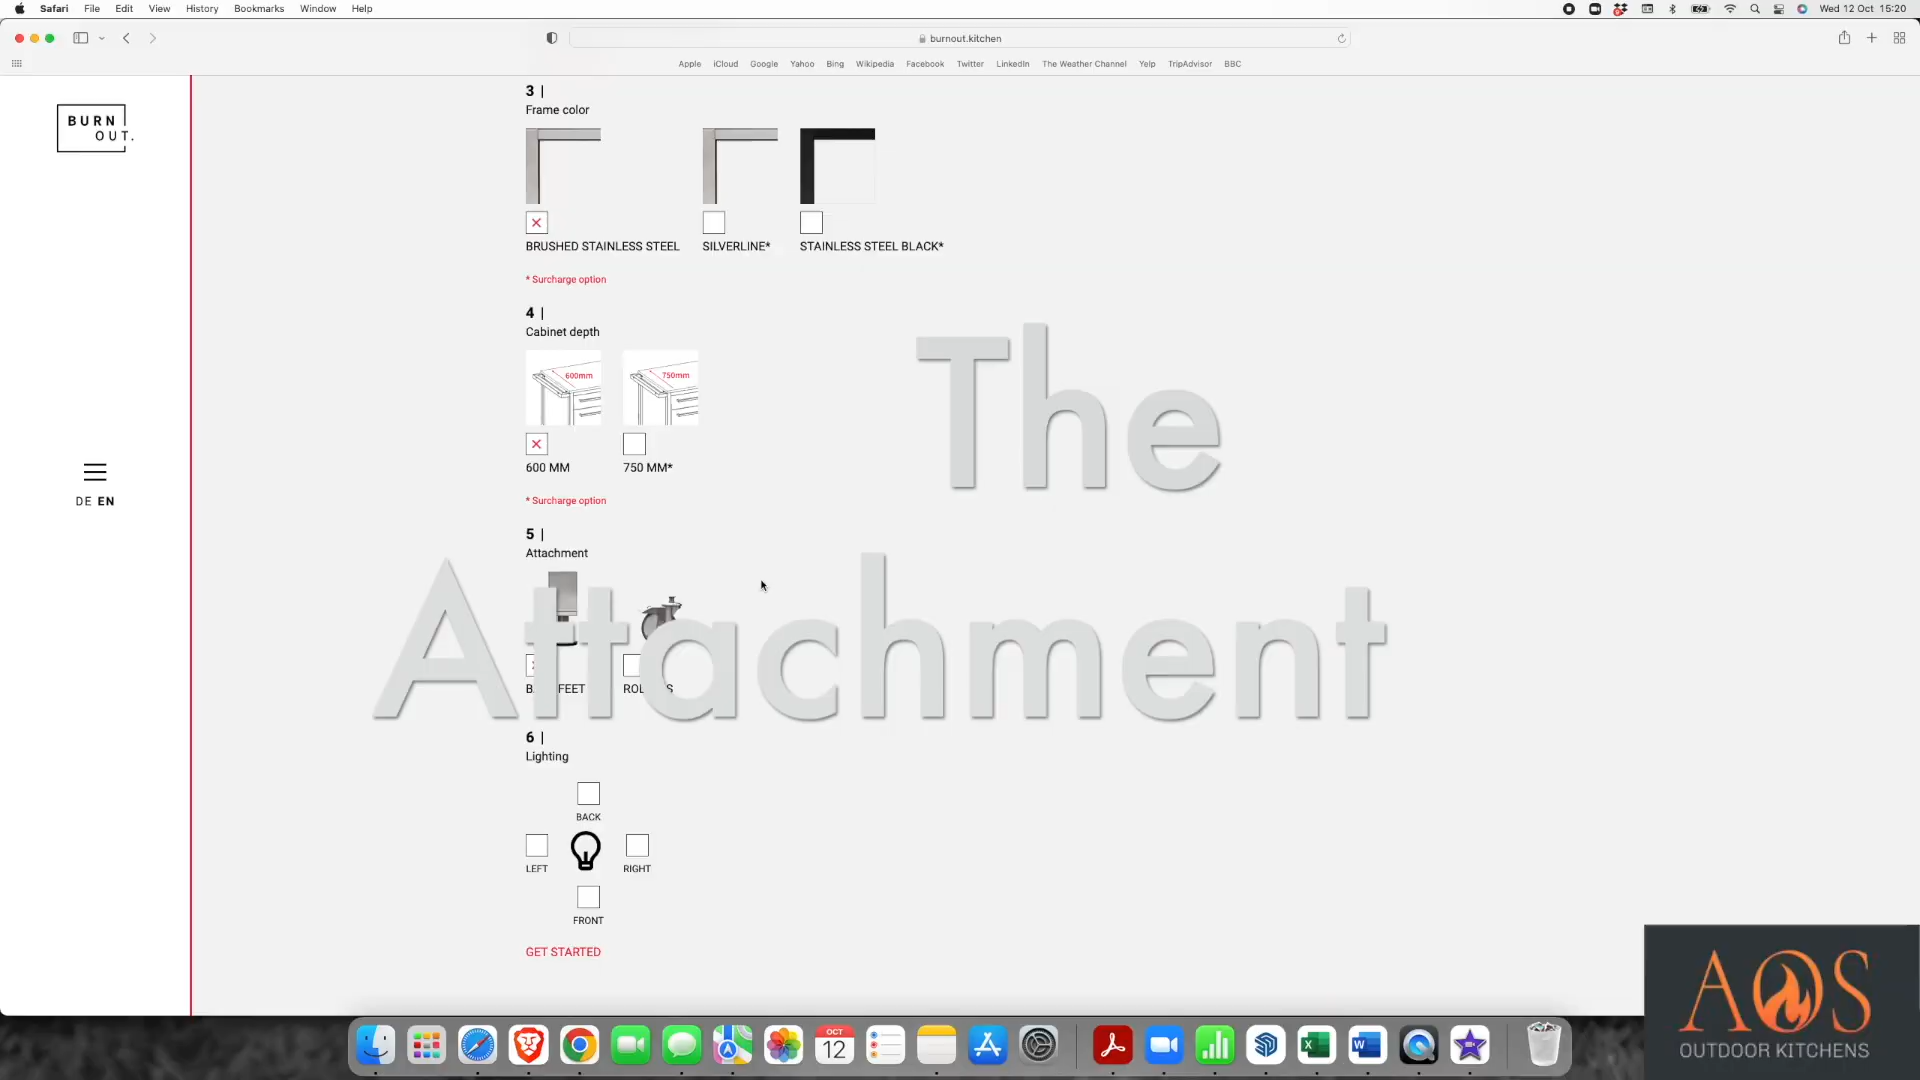 Safari File Edit View History Bookmarks Window Help
Wed 12 Oct 15:20
burnout.kitchen
Apple iCloud Google Yahoo Bing Wikipedia Facebook Twitter LinkedIn The Weather Channel Yelp TripAdvisor BBC
BURN
OUT.
DE EN
3 |
Frame color
BRUSHED STAINLESS STEEL SILVERLINE* STAINLESS STEEL BLACK*
* Surcharge option
4 |
Cabinet depth
600mm 750mm
600 MM 750 MM*
* Surcharge option
The
5 |
Attachment
Attachment
FEET
6 |
Lighting
BACK
LEFT RIGHT
FRONT
GET STARTED
OCT
12
AOS
OUTDOOR KITCHENS